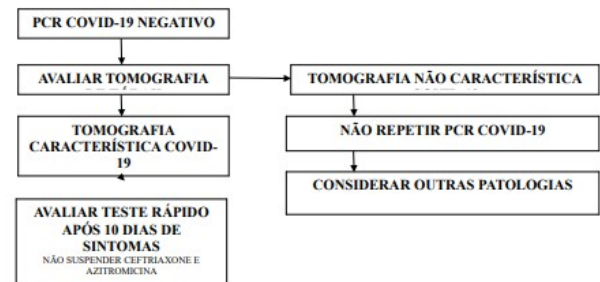 PCR COVID-19 NEGATIVO
AVALIAR TOMOGRAFIA
TOMOGRAFIA NÃO CARACTERÍSTICA
TOMOGRAFIA
CARACTERÍSTICA COVID-
19
NÃO REPETIR PCR COVID-19
CONSIDERAR OUTRAS PATOLOGIAS
AVALIAR TESTE RÁPIDO
APÓS 10 DIAS DE
SINTOMAS
NÃO SUSPENDER CEFTRIAXONE E
AZITROMICINA